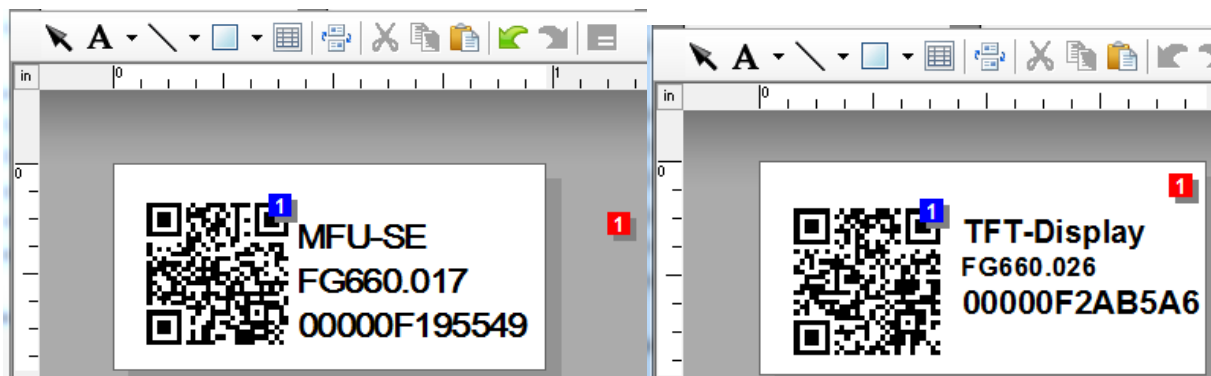 A
in
0
1
0
1
1
MFU-SE
FG660.017
00000F195549
A
in
0
0
1
1
TFT-Display
FG660.026
00000F2AB5A6